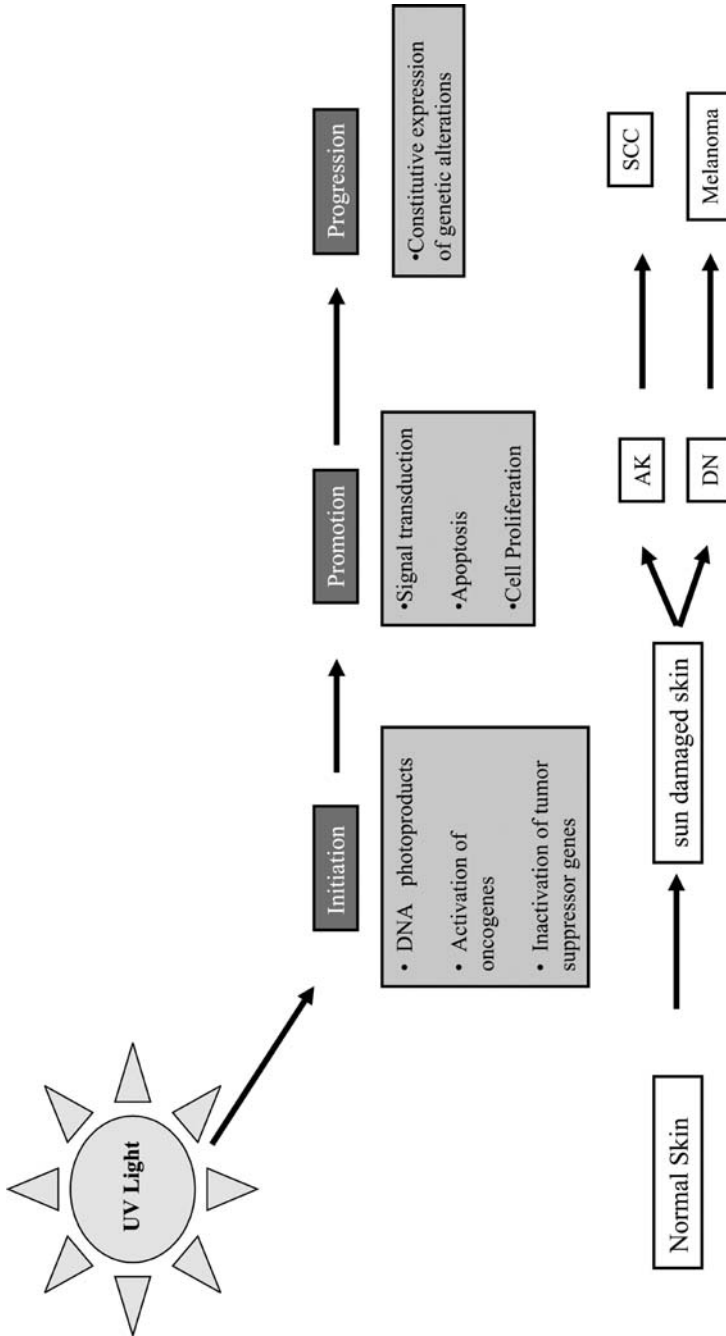 UV Light
Initiation
• DNA photoproducts
• Activation of
oncogenes
• Inactivation of tumor
suppressor genes
Promotion
•Signal transduction
•Apoptosis
•Cell Proliferation
Progression
•Constitutive expression
of genetic alterations
Normal Skin
sun damaged skin
AK
SCC
DN
Melanoma